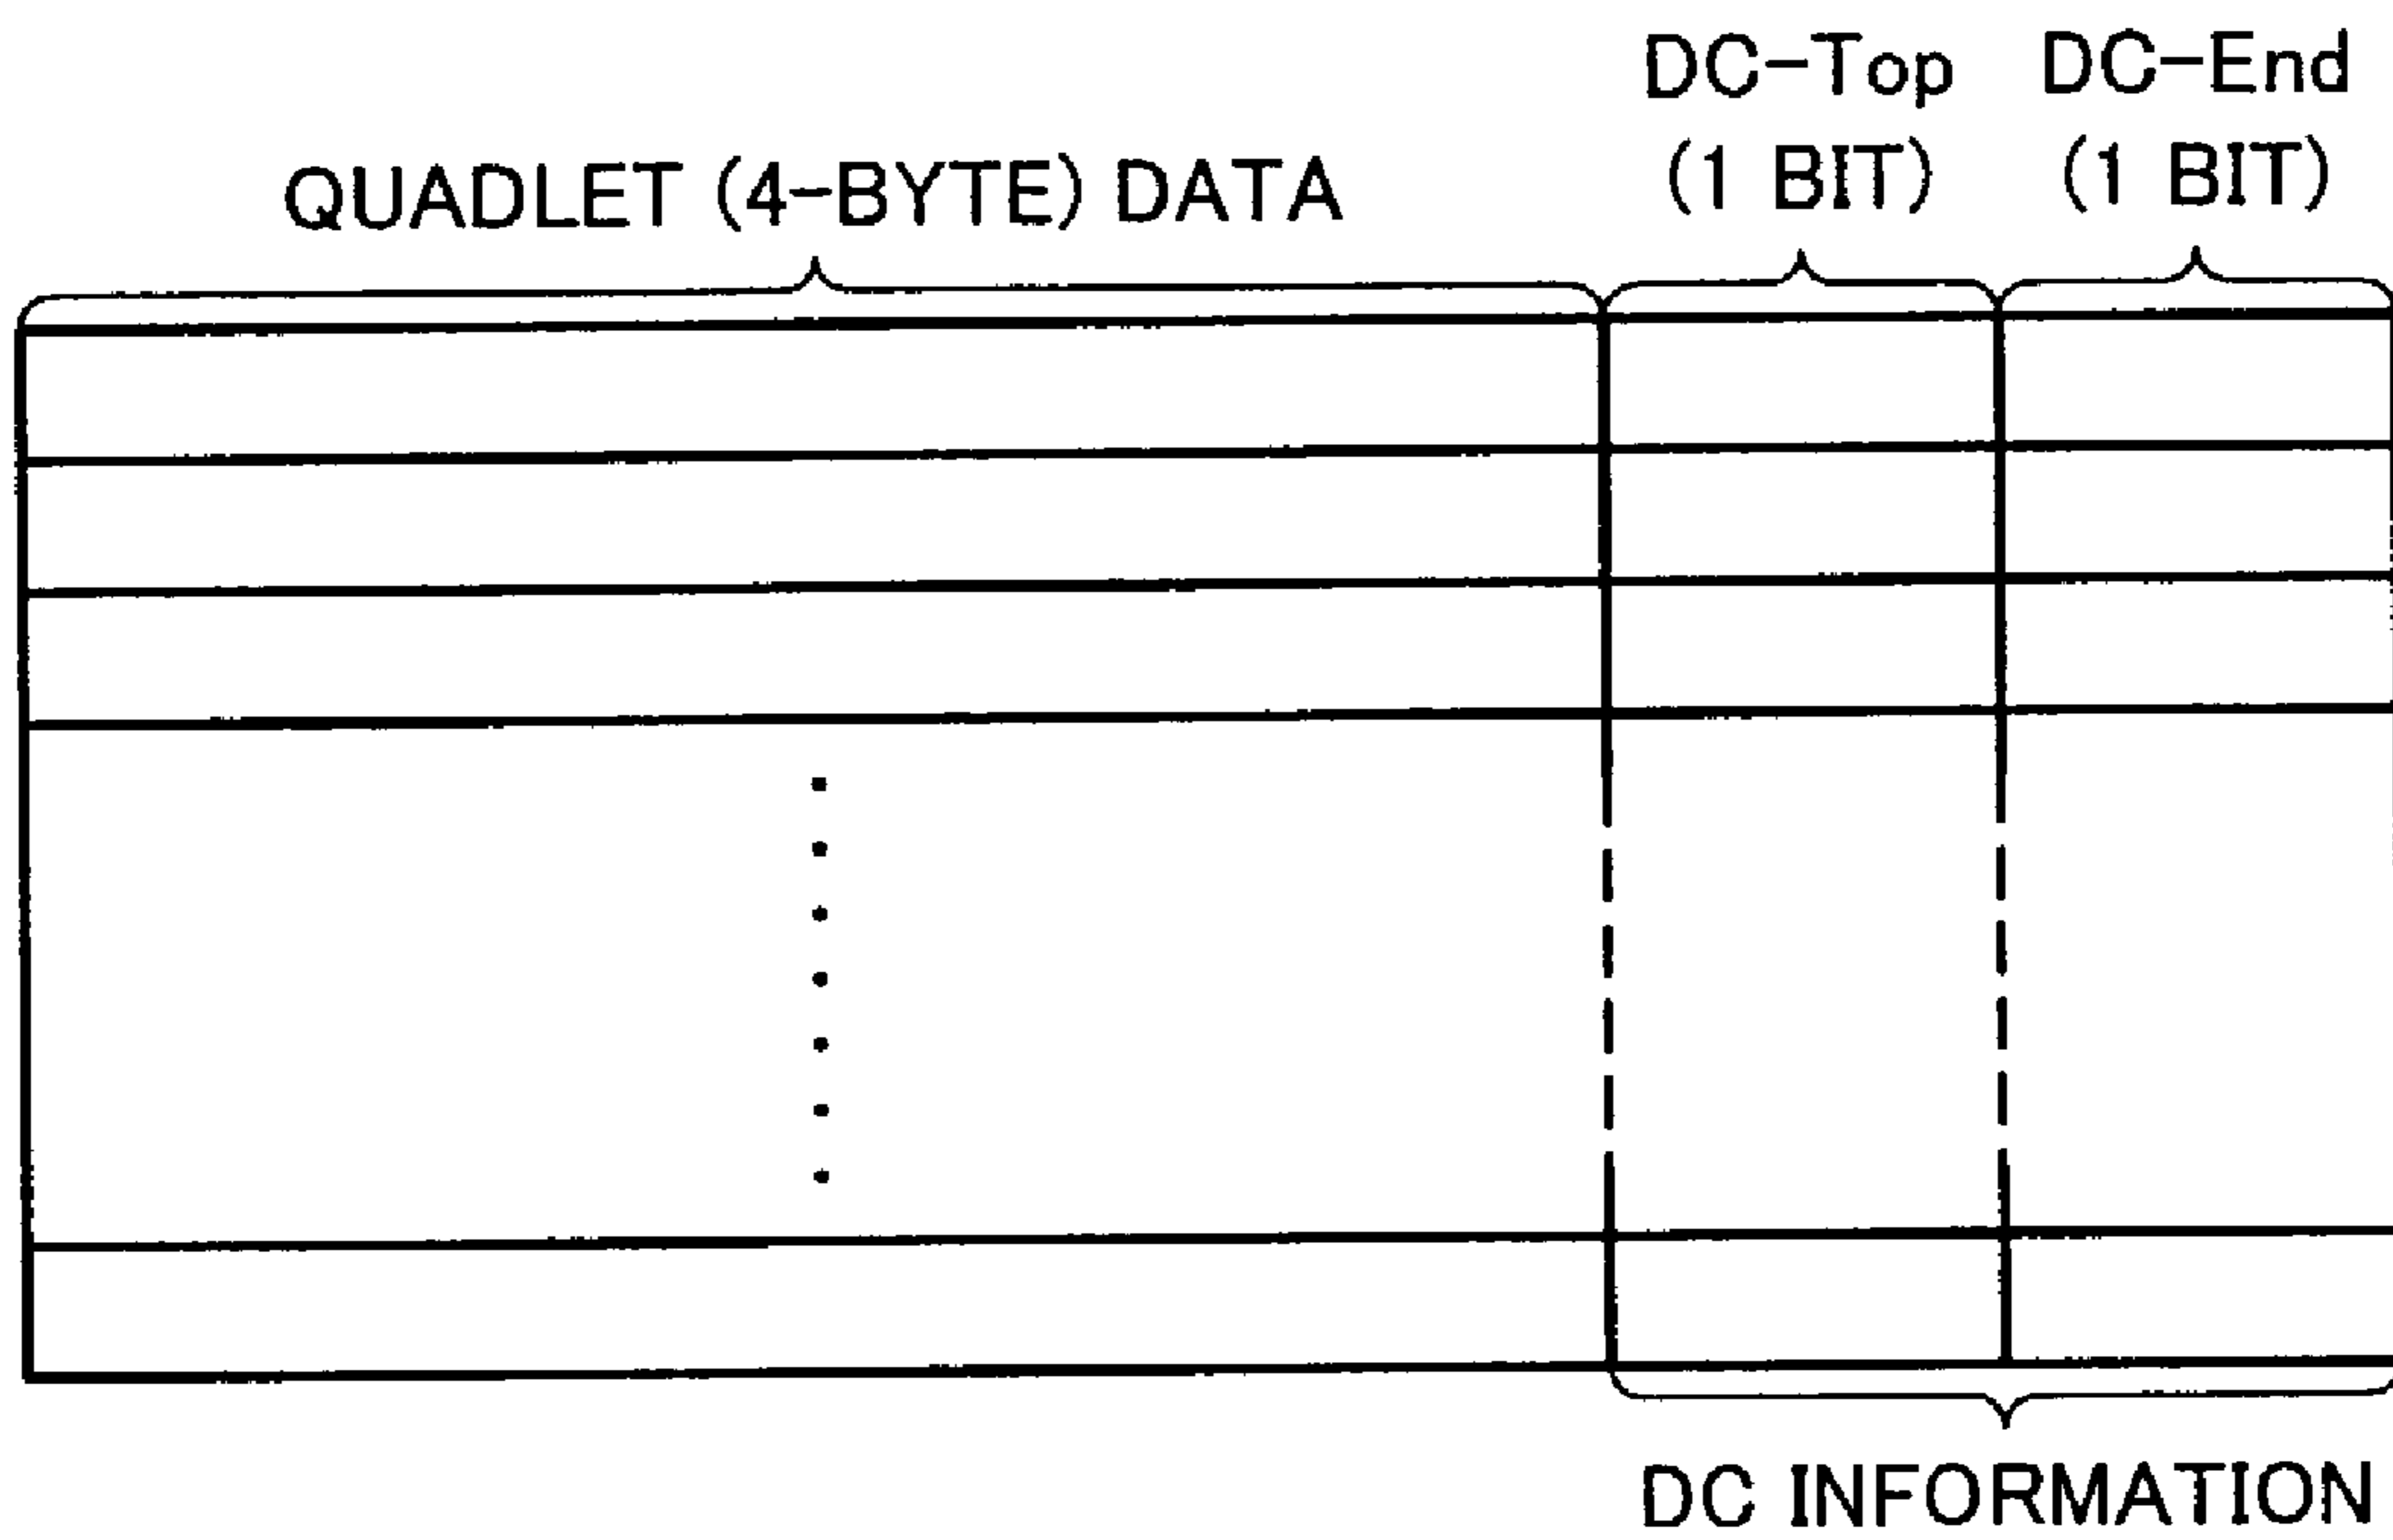 DC-Top DC-End
(1 BIT) (1 BIT)
QUADLET (4-BYTE) DATA
DC INFORMATION